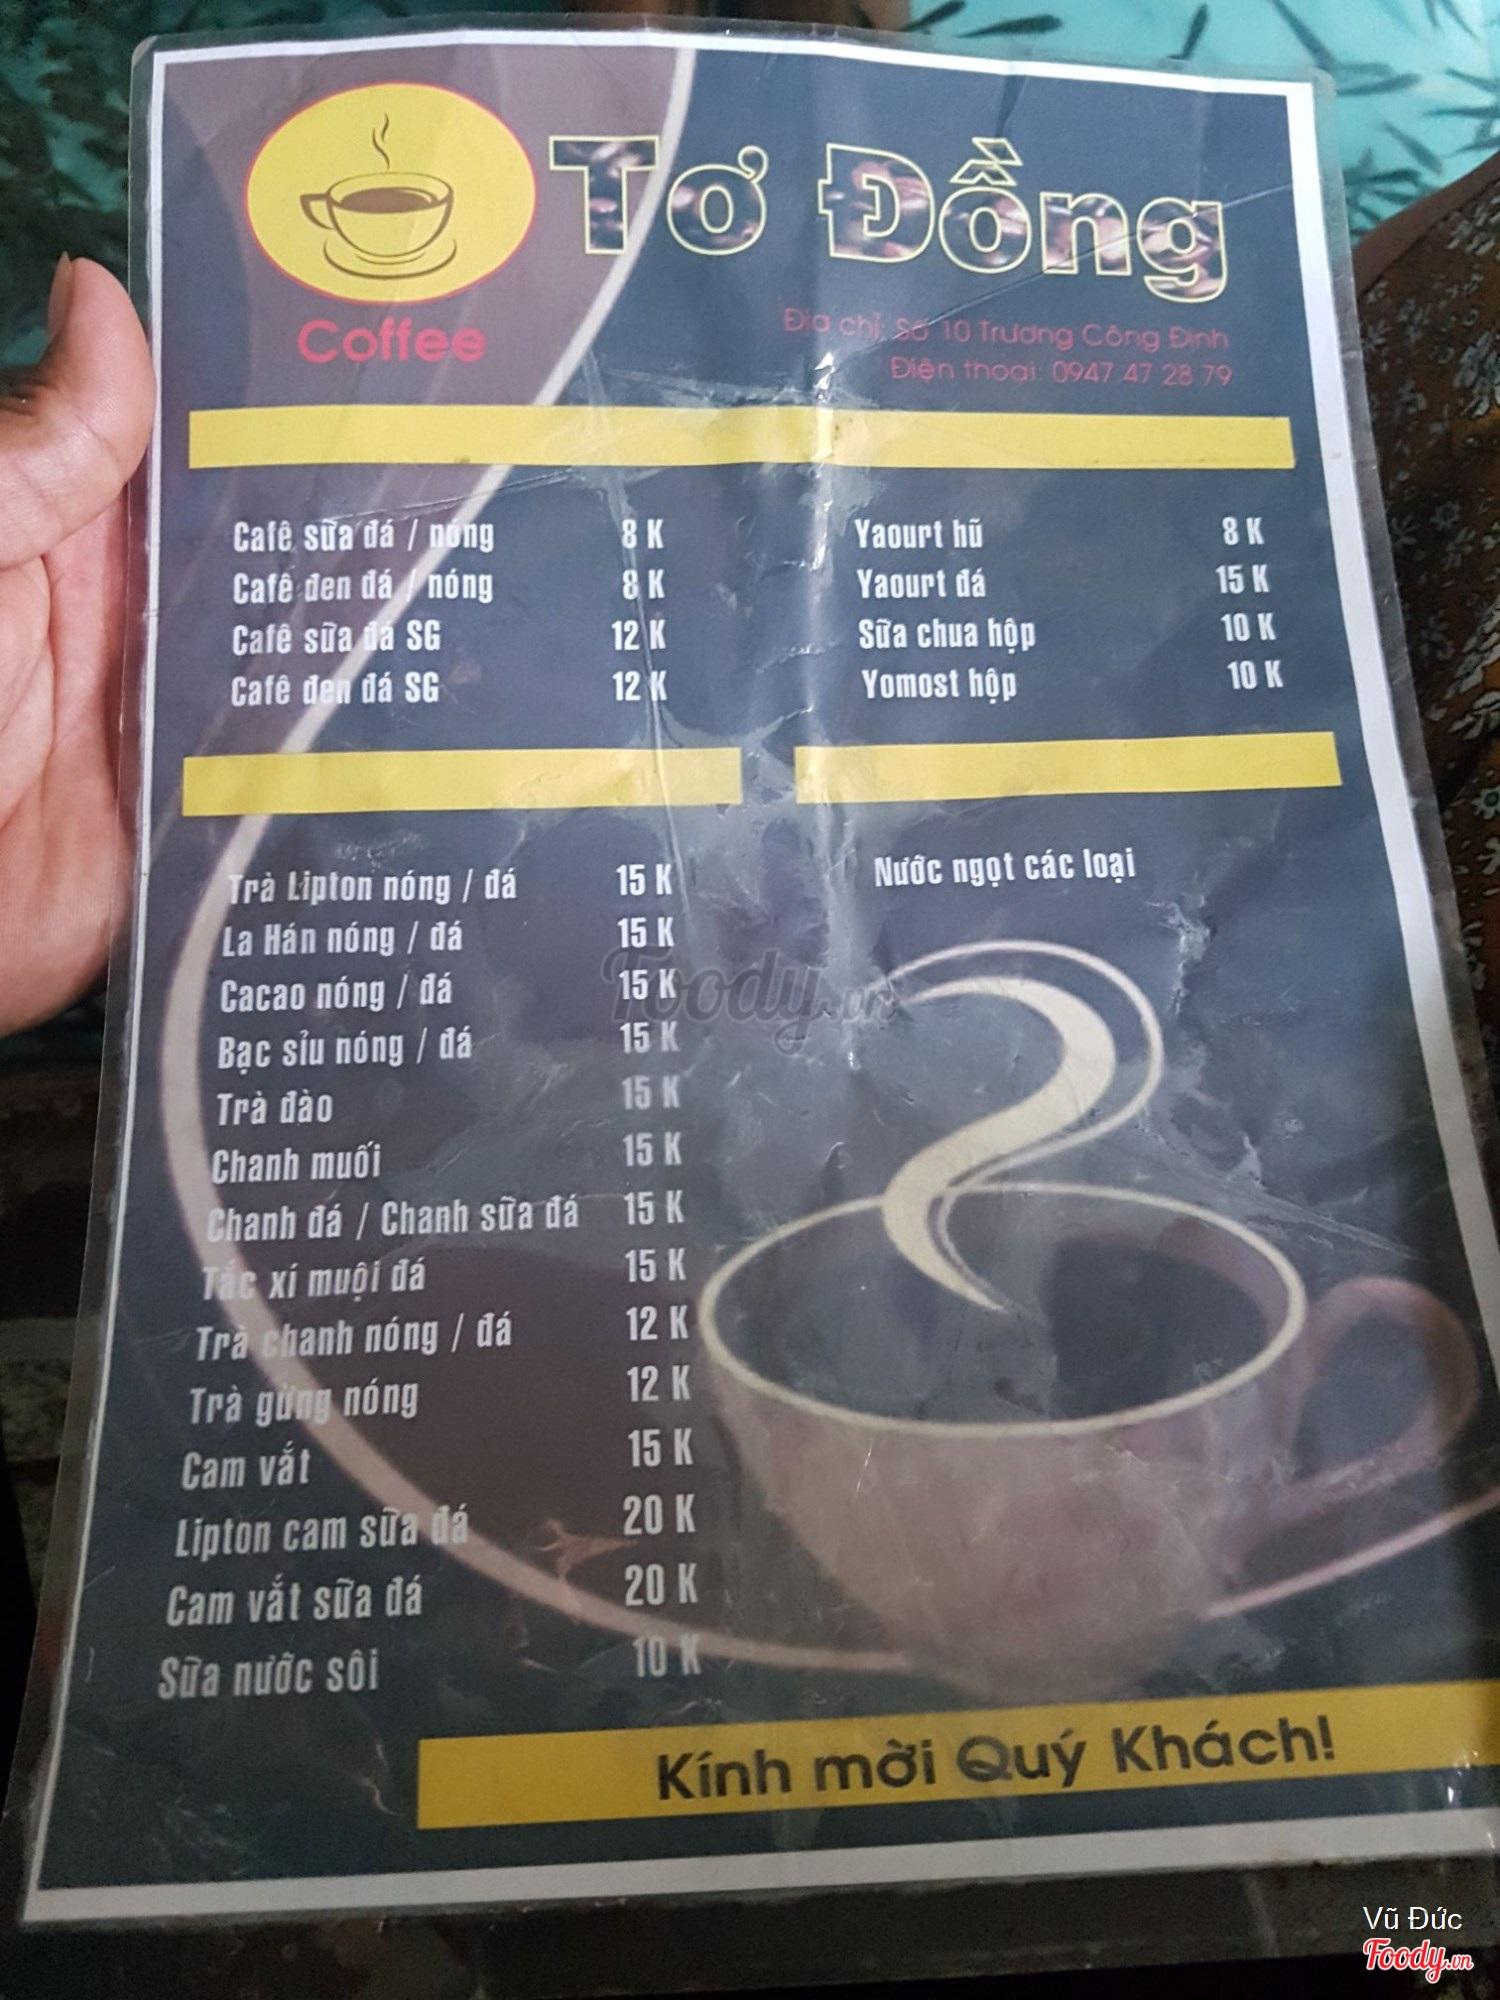 Tơ Đồng
Coffee
Địa chỉ: Số 10 Trương Công Định
Điện thoại: 0947 47 28 79
Cafê sữa đá / nóng 8 K
Cafê đen đá / nóng 8 K
Cafê sữa đá SG 12 K
Cafê đen đá SG 12 K
Yaourt hũ 8 K
Yaourt đá 15 K
Sữa chua hộp 10 K
Yomost hộp 10 K
Trà Lipton nóng / đá 15 K
La Hán nóng / đá 15 K
Cacao nóng / đá 15 K
Bạc sỉu nóng / đá 15 K
Trà đào 15 K
Chanh muối 15 K
Chanh đá / Chanh sữa đá 15 K
Tắc xí muội đá 15 K
Trà chanh nóng / đá 12 K
Trà gừng nóng 12 K
Cam vắt 15 K
Lipton cam sữa đá 20 K
Cam vắt sữa đá 20 K
Sữa nước sôi 10 K
Nước ngọt các loại
Foody.vn
Kính mời Quý Khách!
Vũ Đức
Foody.vn